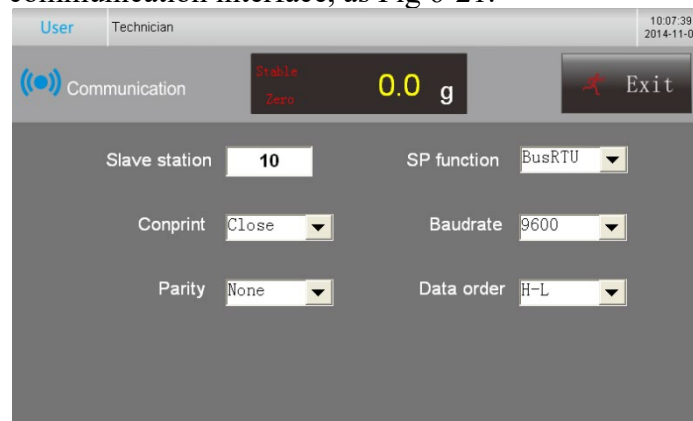 communication interface, as Fig 6-21.
User Technician 10:07:39
2014-11-0
Communication Stable 0.0 g Exit
Zero
Slave station 10 SP function BusRTU
Conprint Close Baudrate 9600
Parity None Data order H-L